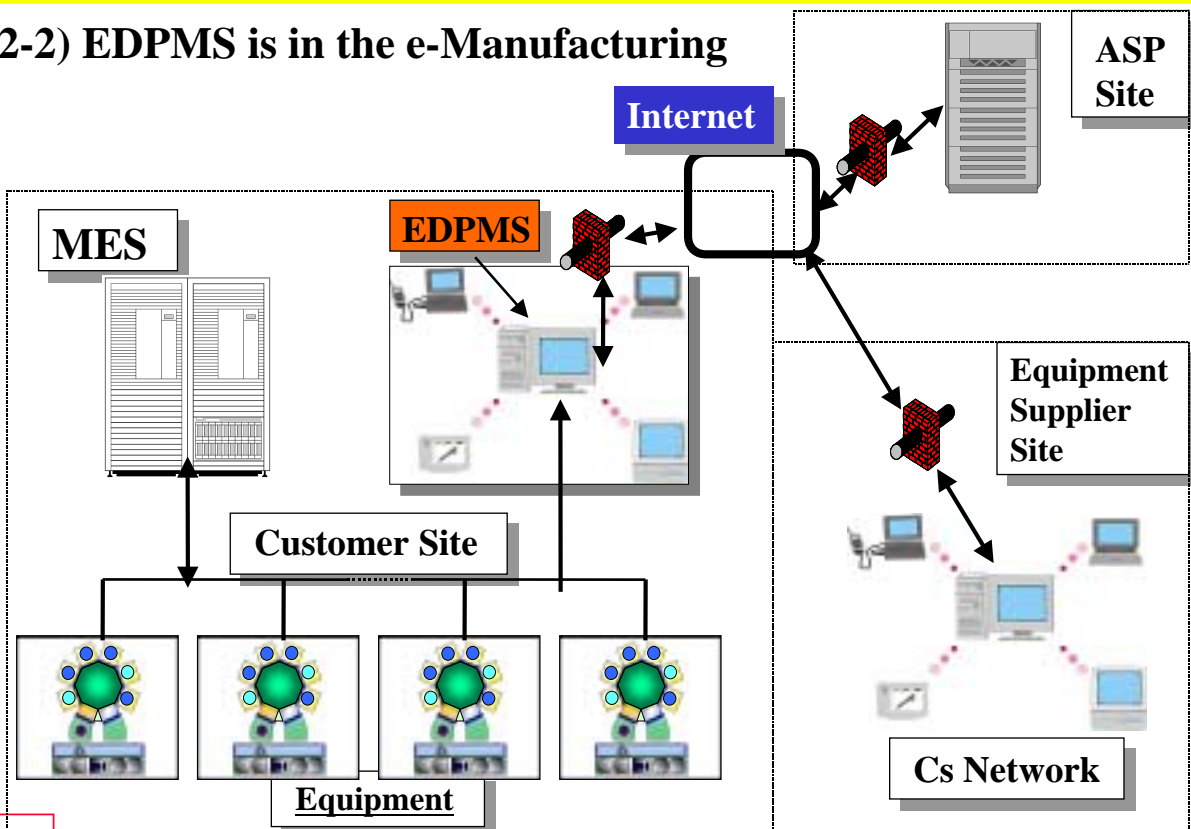 2-2) EDPMS is in the e-Manufacturing
ASP
Site
Internet
MES
EDPMS
Equipment
Supplier
Site
Customer Site
Cs Network
Equipment